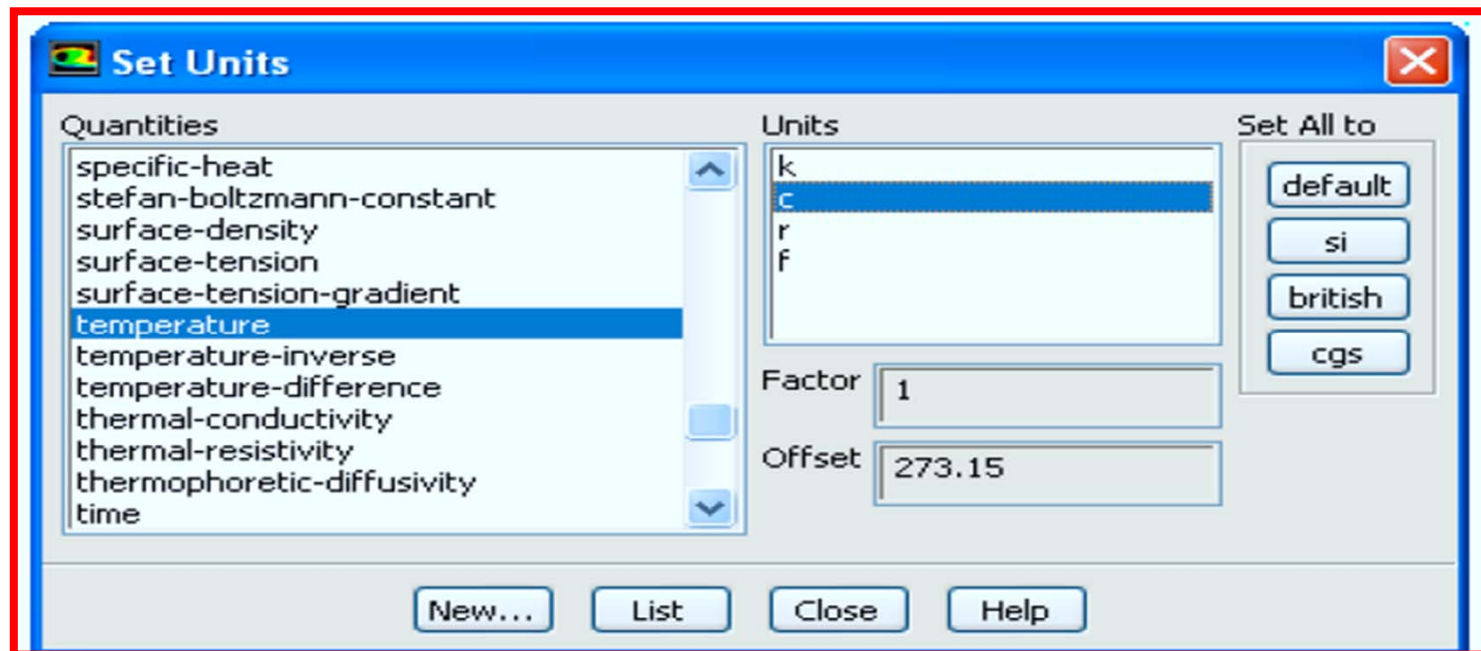 Set Units
Quantities
specific-heat
stefan-boltzmann-constant
surface-density
surface-tension
surface-tension-gradient
temperature
temperature-inverse
temperature-difference
thermal-conductivity
thermal-resistivity
thermophoretic-diffusivity
time
Units
k
c
r
f
Factor
1
Offset
273.15
Set All to
default
si
british
cgs
New...
List
Close
Help